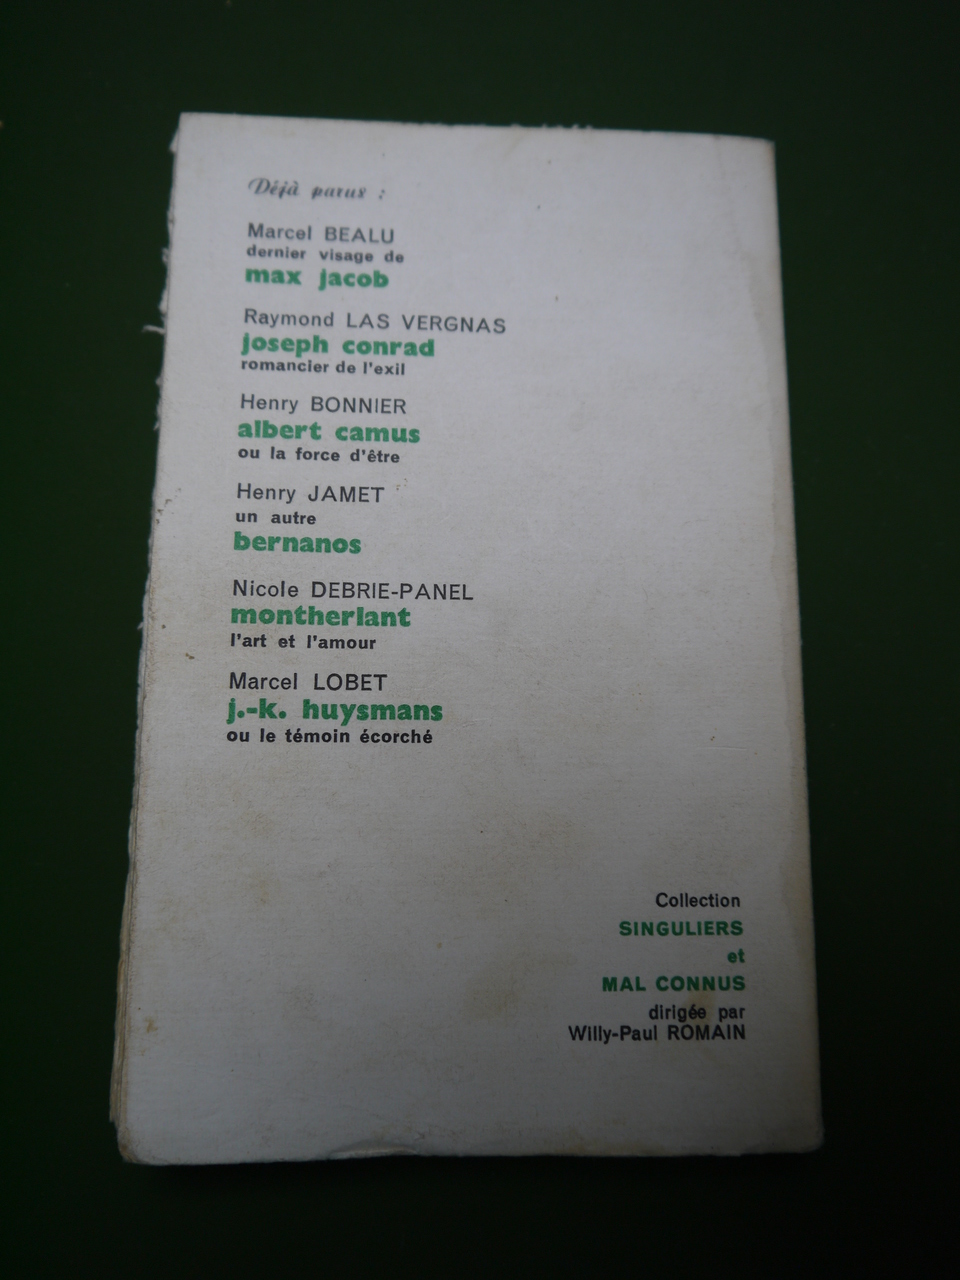 Déjà parus :
Marcel BEALU
dernier visage de
max jacob
Raymond LAS VERGNAS
joseph conrad
romancier de l'exil
Henry BONNIER
albert camus
ou la force d'être
Henry JAMET
un autre
bernanos
Nicole DEBRIE-PANEL
montherlant
l'art et l'amour
Marcel LOBET
j.-k. huysmans
ou le témoin écorché
Collection
SINGULIERS
et
MAL CONNUS
dirigée par
Willy-Paul ROMAIN